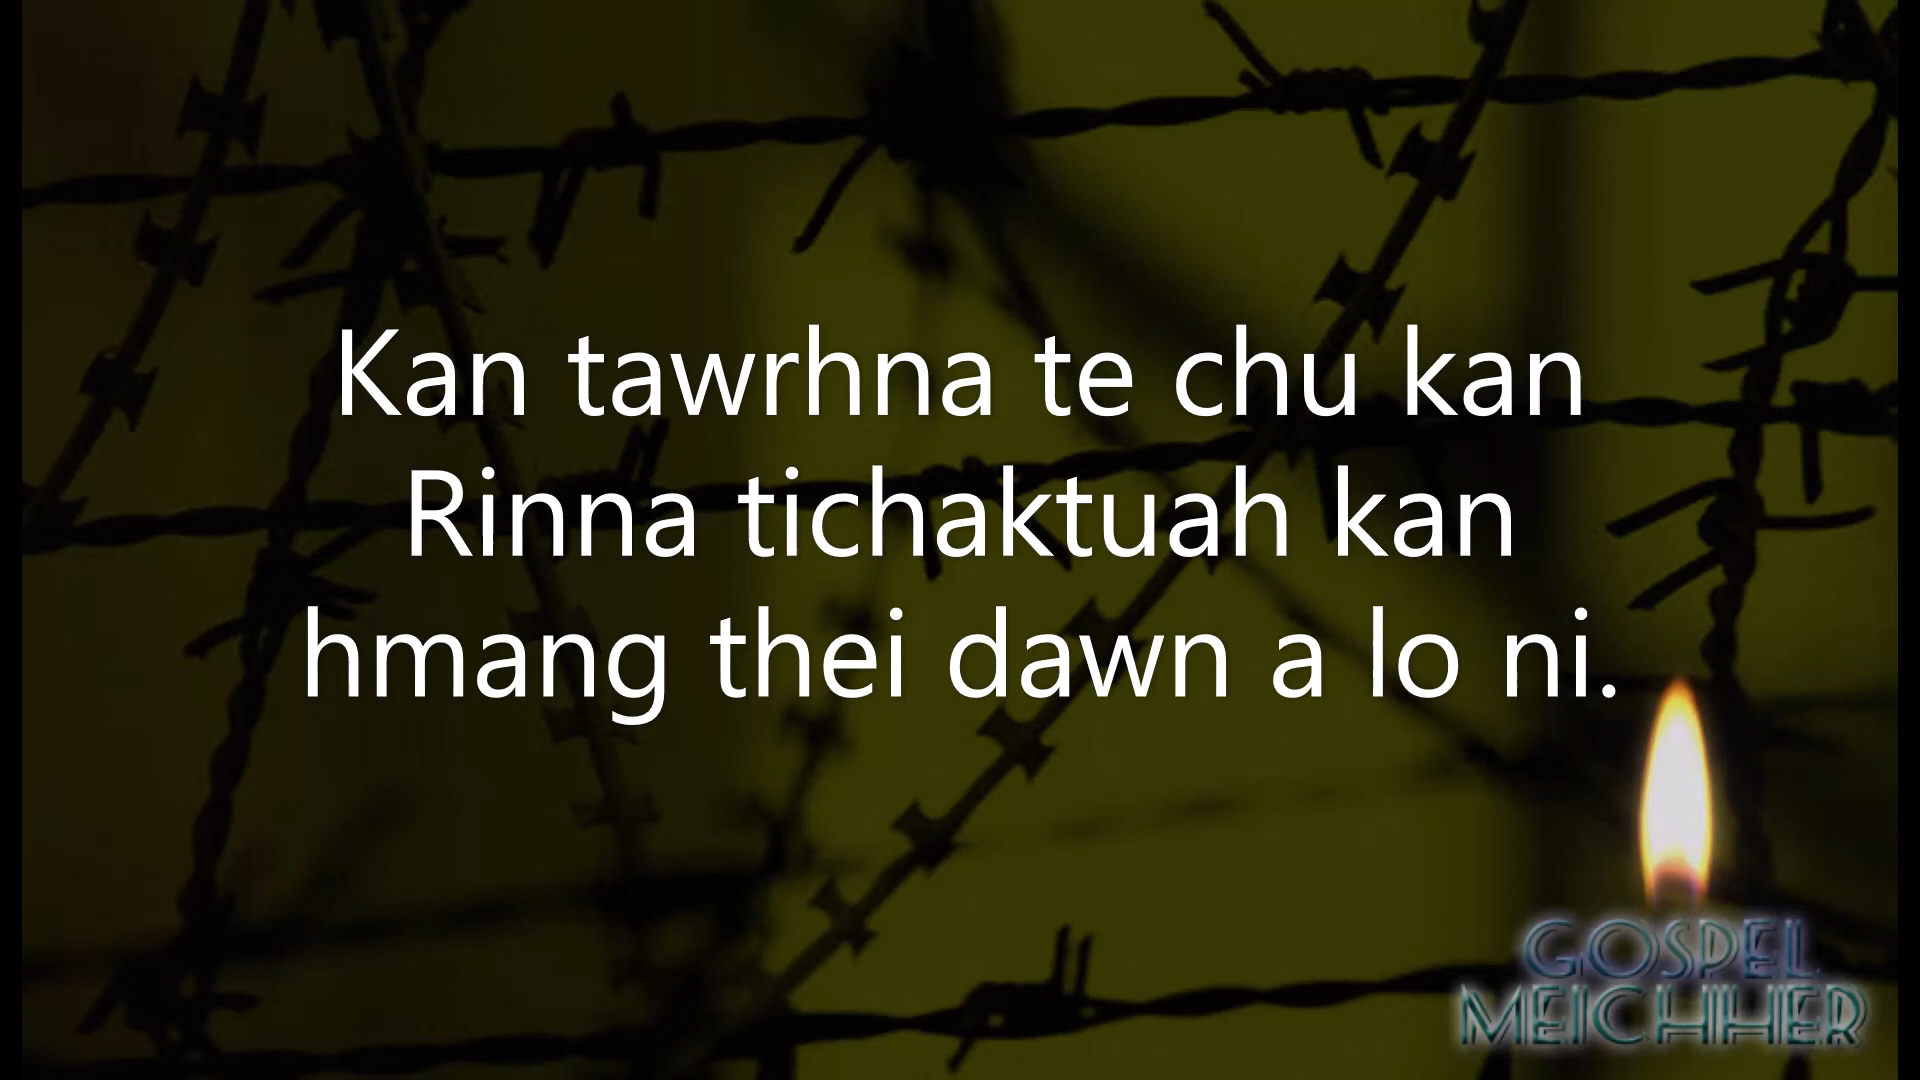 Kan tawrhna te chu kan
Rinna tichaktuah kan
hmang thei dawn a lo ni.
GOSPEL
MEICHHER